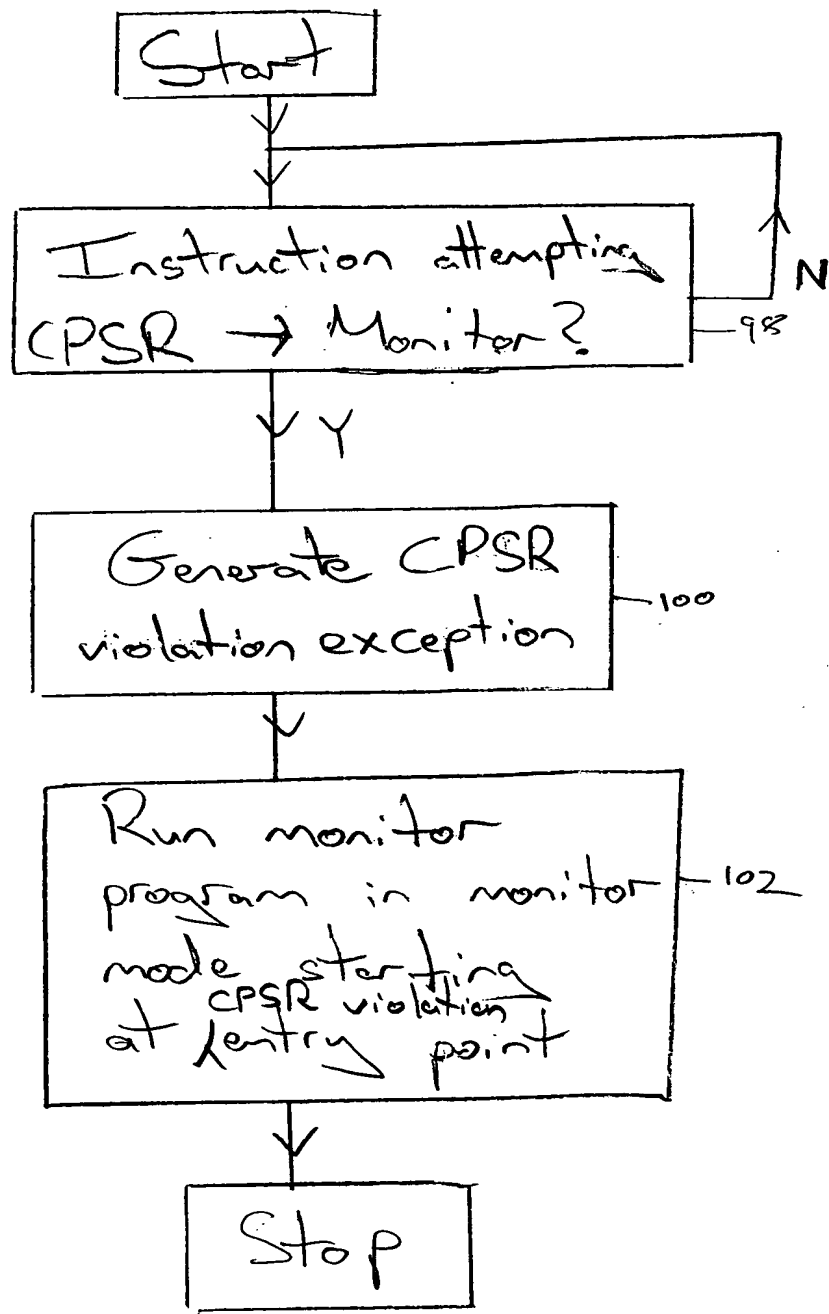 Start
Instruction attempting
N
CPSR → Monitor?
98
Y
Generate CPSR
violation exception
100
Run monitor
program in monitor
102
mode starting
CPSR violation
at entry point
Stop